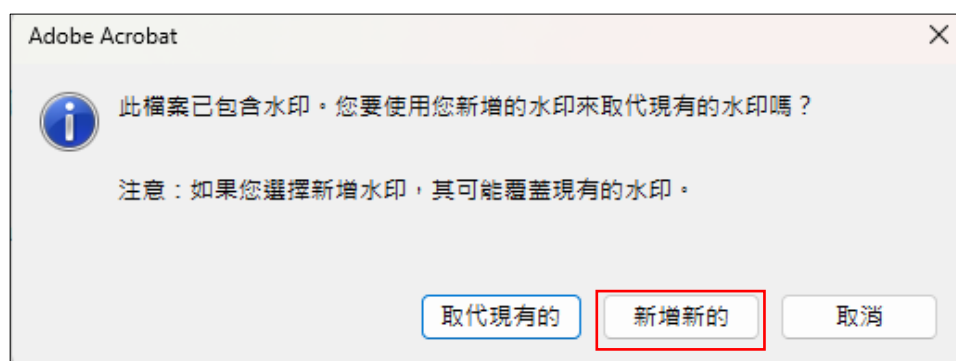 Adobe Acrobat
此檔案已包含水印。您要使用您新增的水印來取代現有的水印嗎？
注意：如果您選擇新增水印，其可能覆蓋現有的水印。
取代現有的 新增新的 取消